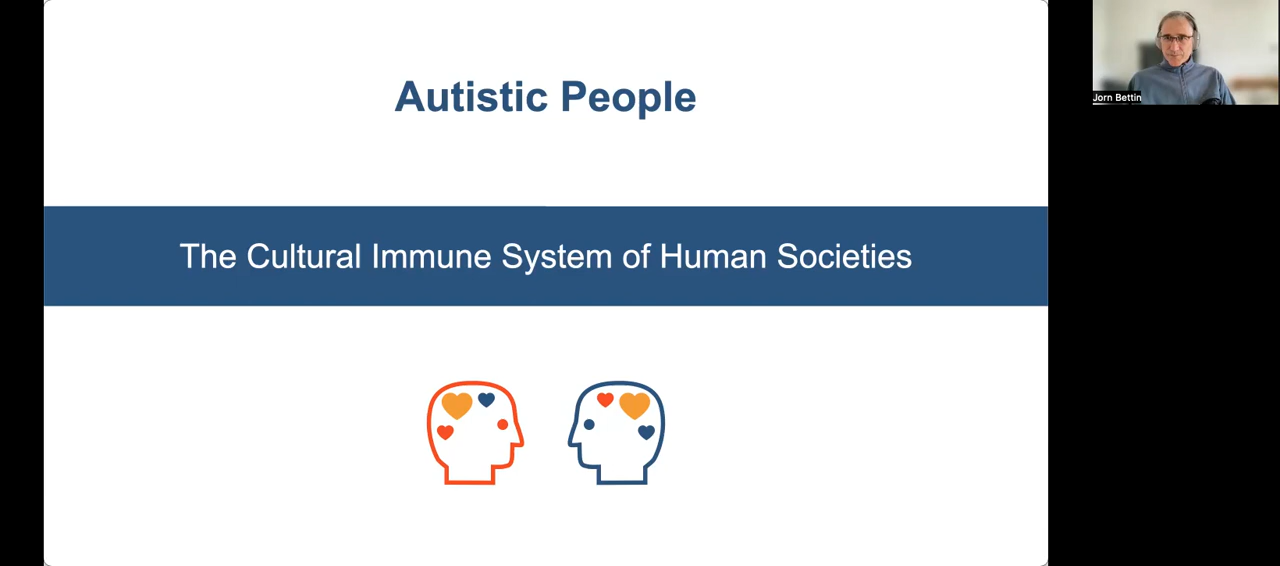 Autistic People
The Cultural Immune System of Human Societies
Jorn Bettin